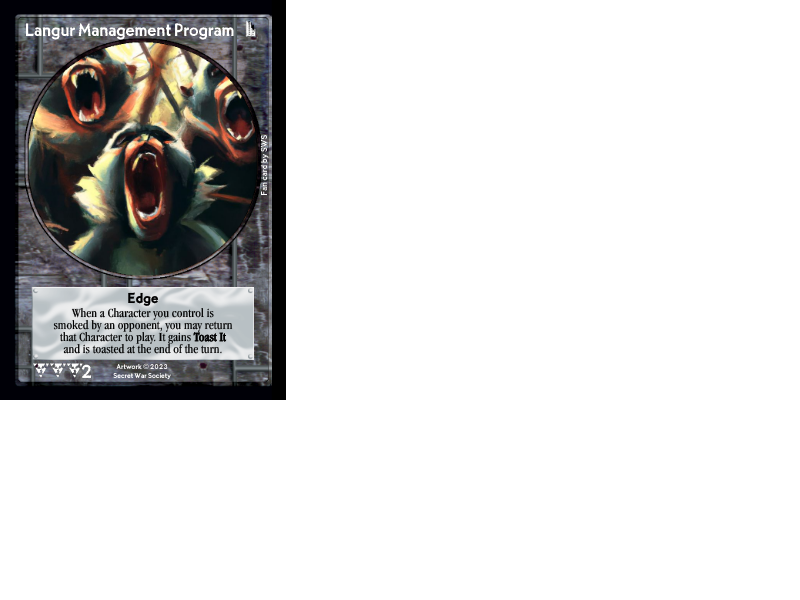 Langur Management Program
Fan card by SWS
Edge
When a Character you control is
smoked by an opponent, you may return
that Character to play. It gains Toast It
and is toasted at the end of the turn.
2
Artwork © 2023
Secret War Society